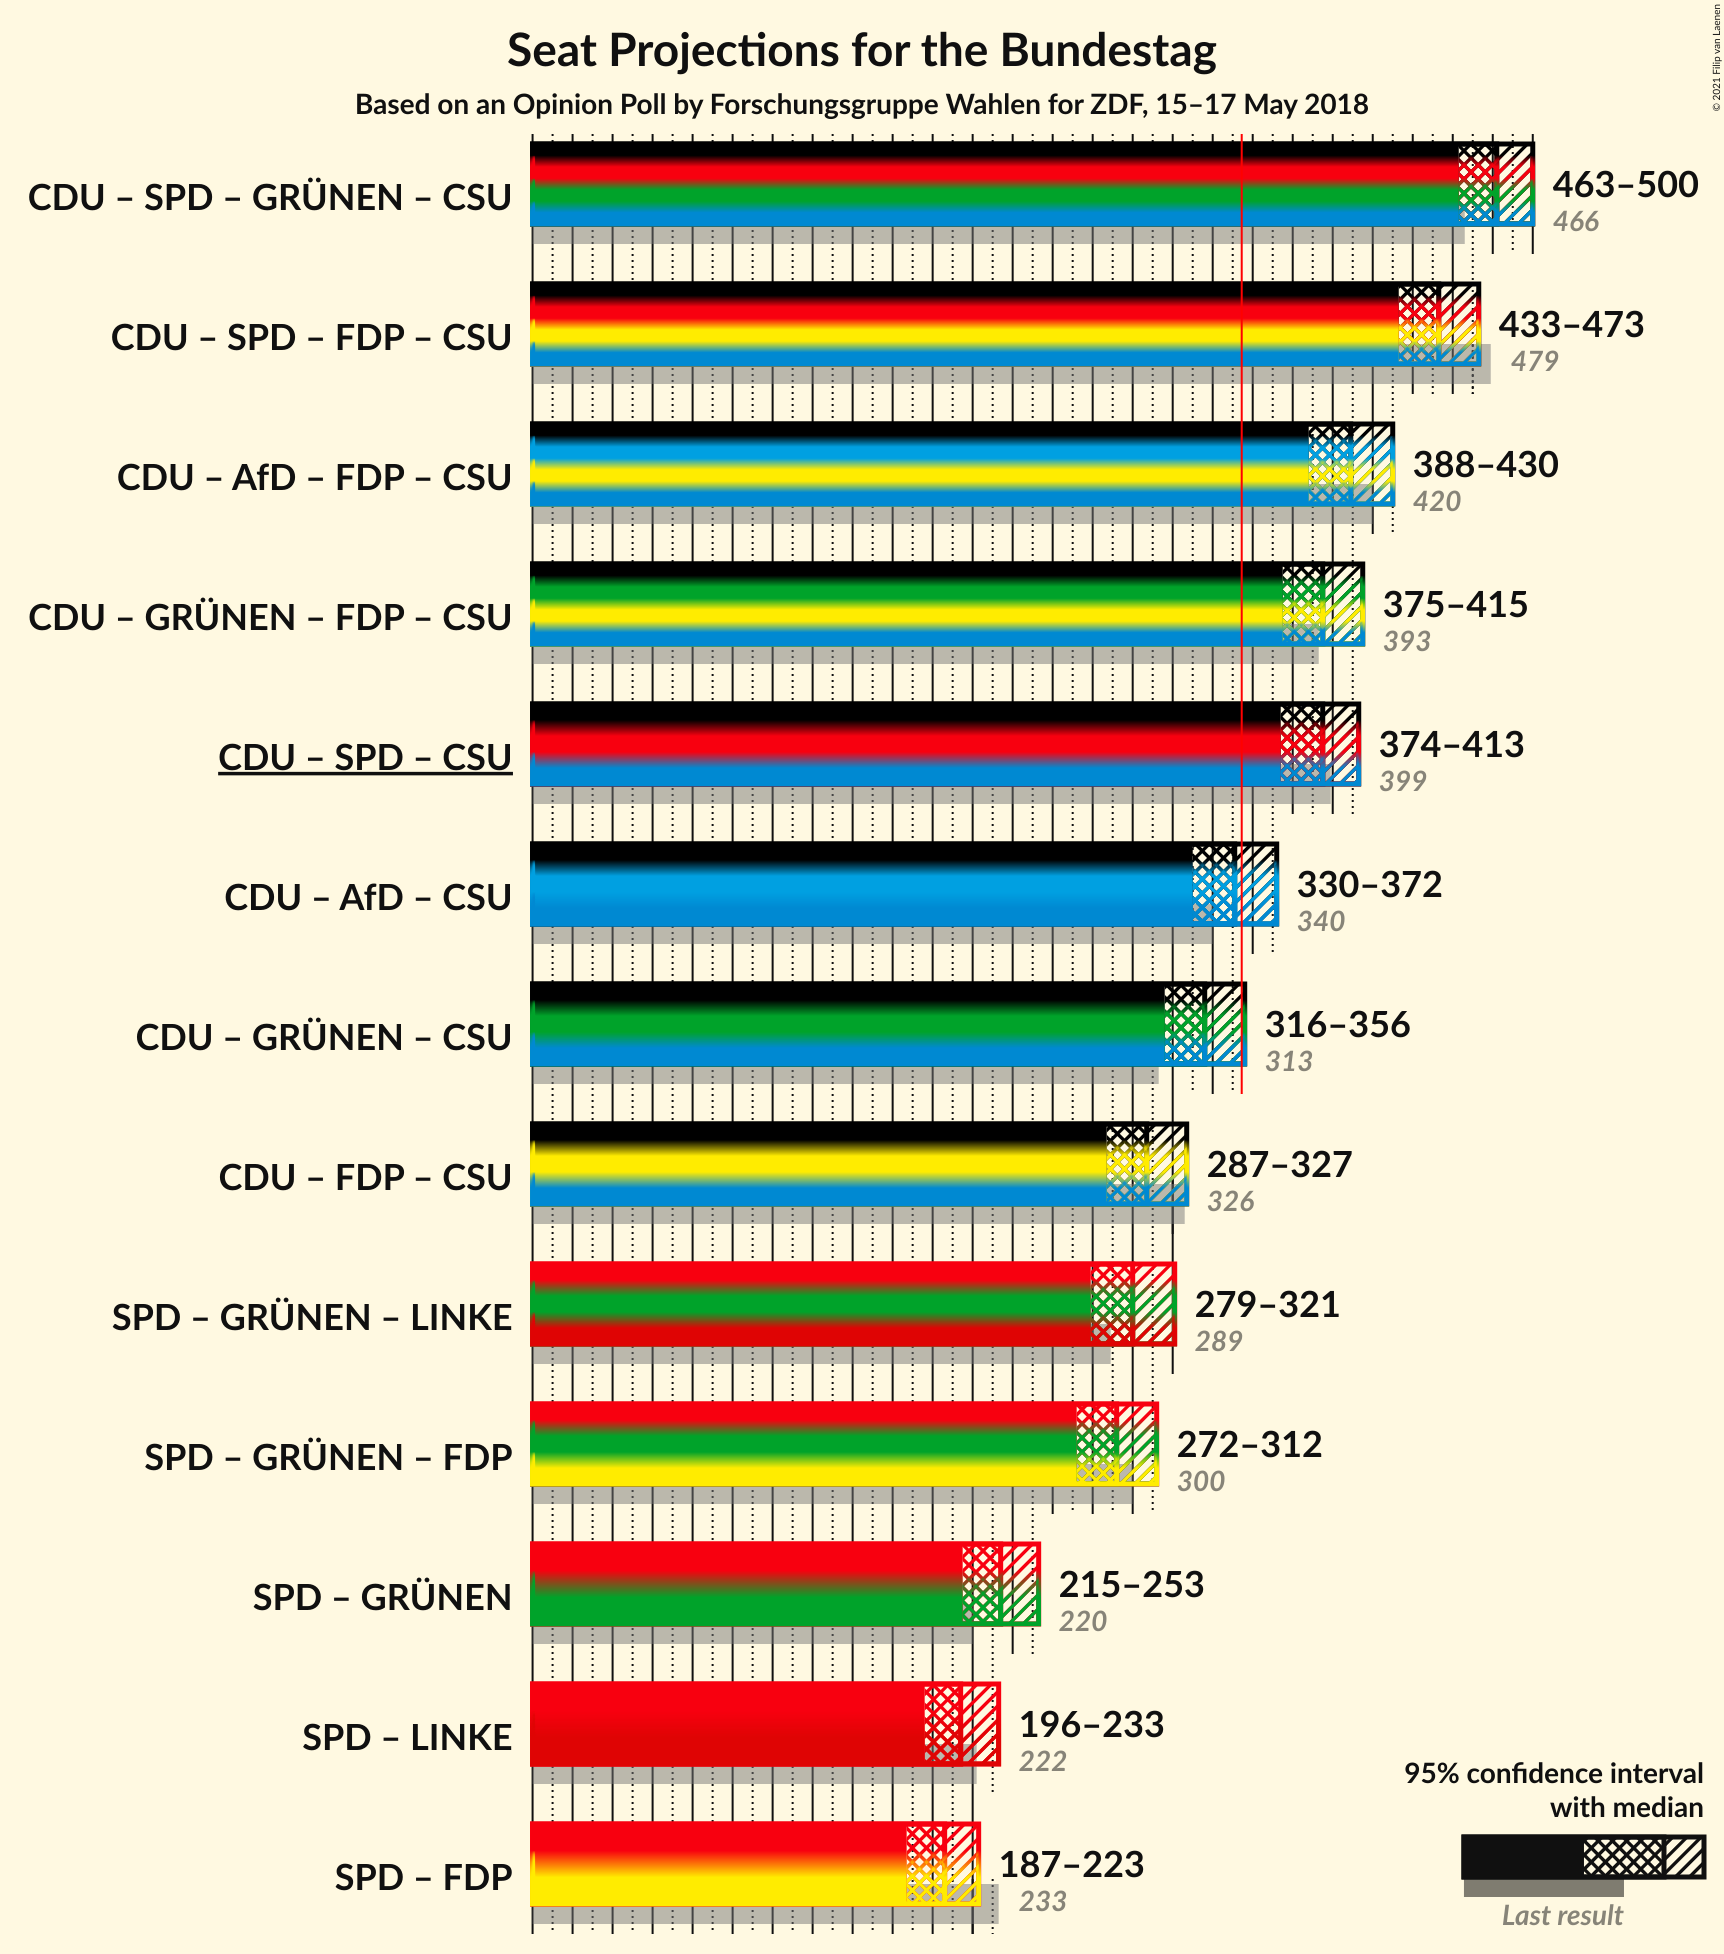 Seat Projections for the Bundestag
Based on an Opinion Poll by Forschungsgruppe Wahlen for ZDF, 15–17 May 2018
© 2021 Filip van Laenen
CDU – SPD – GRÜNEN – CSU
463–500
466
CDU – SPD – FDP – CSU
433–473
479
CDU – AfD – FDP – CSU
388–430
420
CDU – GRÜNEN – FDP – CSU
375–415
393
CDU – SPD – CSU
374–413
399
CDU – AfD – CSU
330–372
340
CDU – GRÜNEN – CSU
316–356
313
CDU – FDP – CSU
287–327
326
SPD – GRÜNEN – LINKE
279–321
289
SPD – GRÜNEN – FDP
272–312
300
SPD – GRÜNEN
215–253
220
SPD – LINKE
196–233
222
SPD – FDP
187–223
233
95% confidence interval
with median
Last result